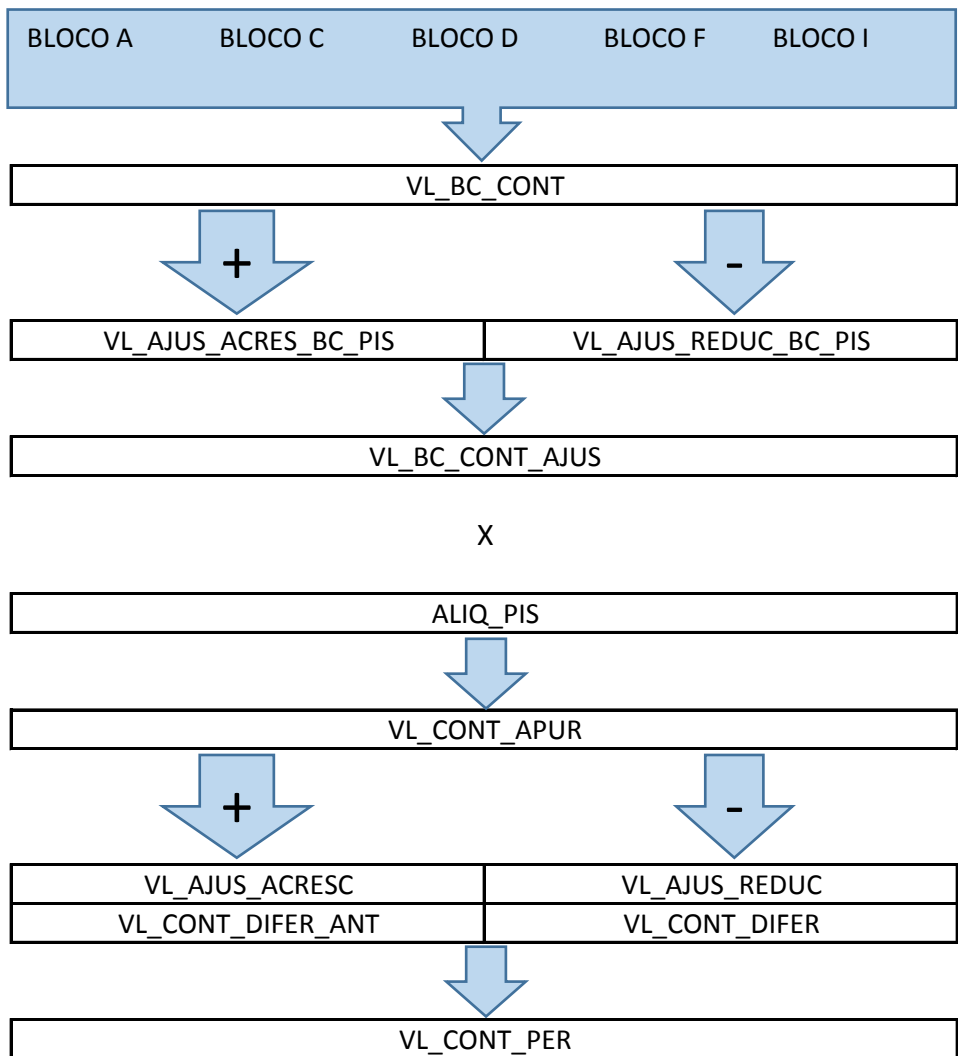 BLOCO A BLOCO C BLOCO D BLOCO F BLOCO I
VL_BC_CONT
+ -
VL_AJUS_ACRES_BC_PIS VL_AJUS_REDUC_BC_PIS
VL_BC_CONT_AJUS
X
ALIQ_PIS
VL_CONT_APUR
+ -
VL_AJUS_ACRESC VL_AJUS_REDUC
VL_CONT_DIFER_ANT VL_CONT_DIFER
VL_CONT_PER